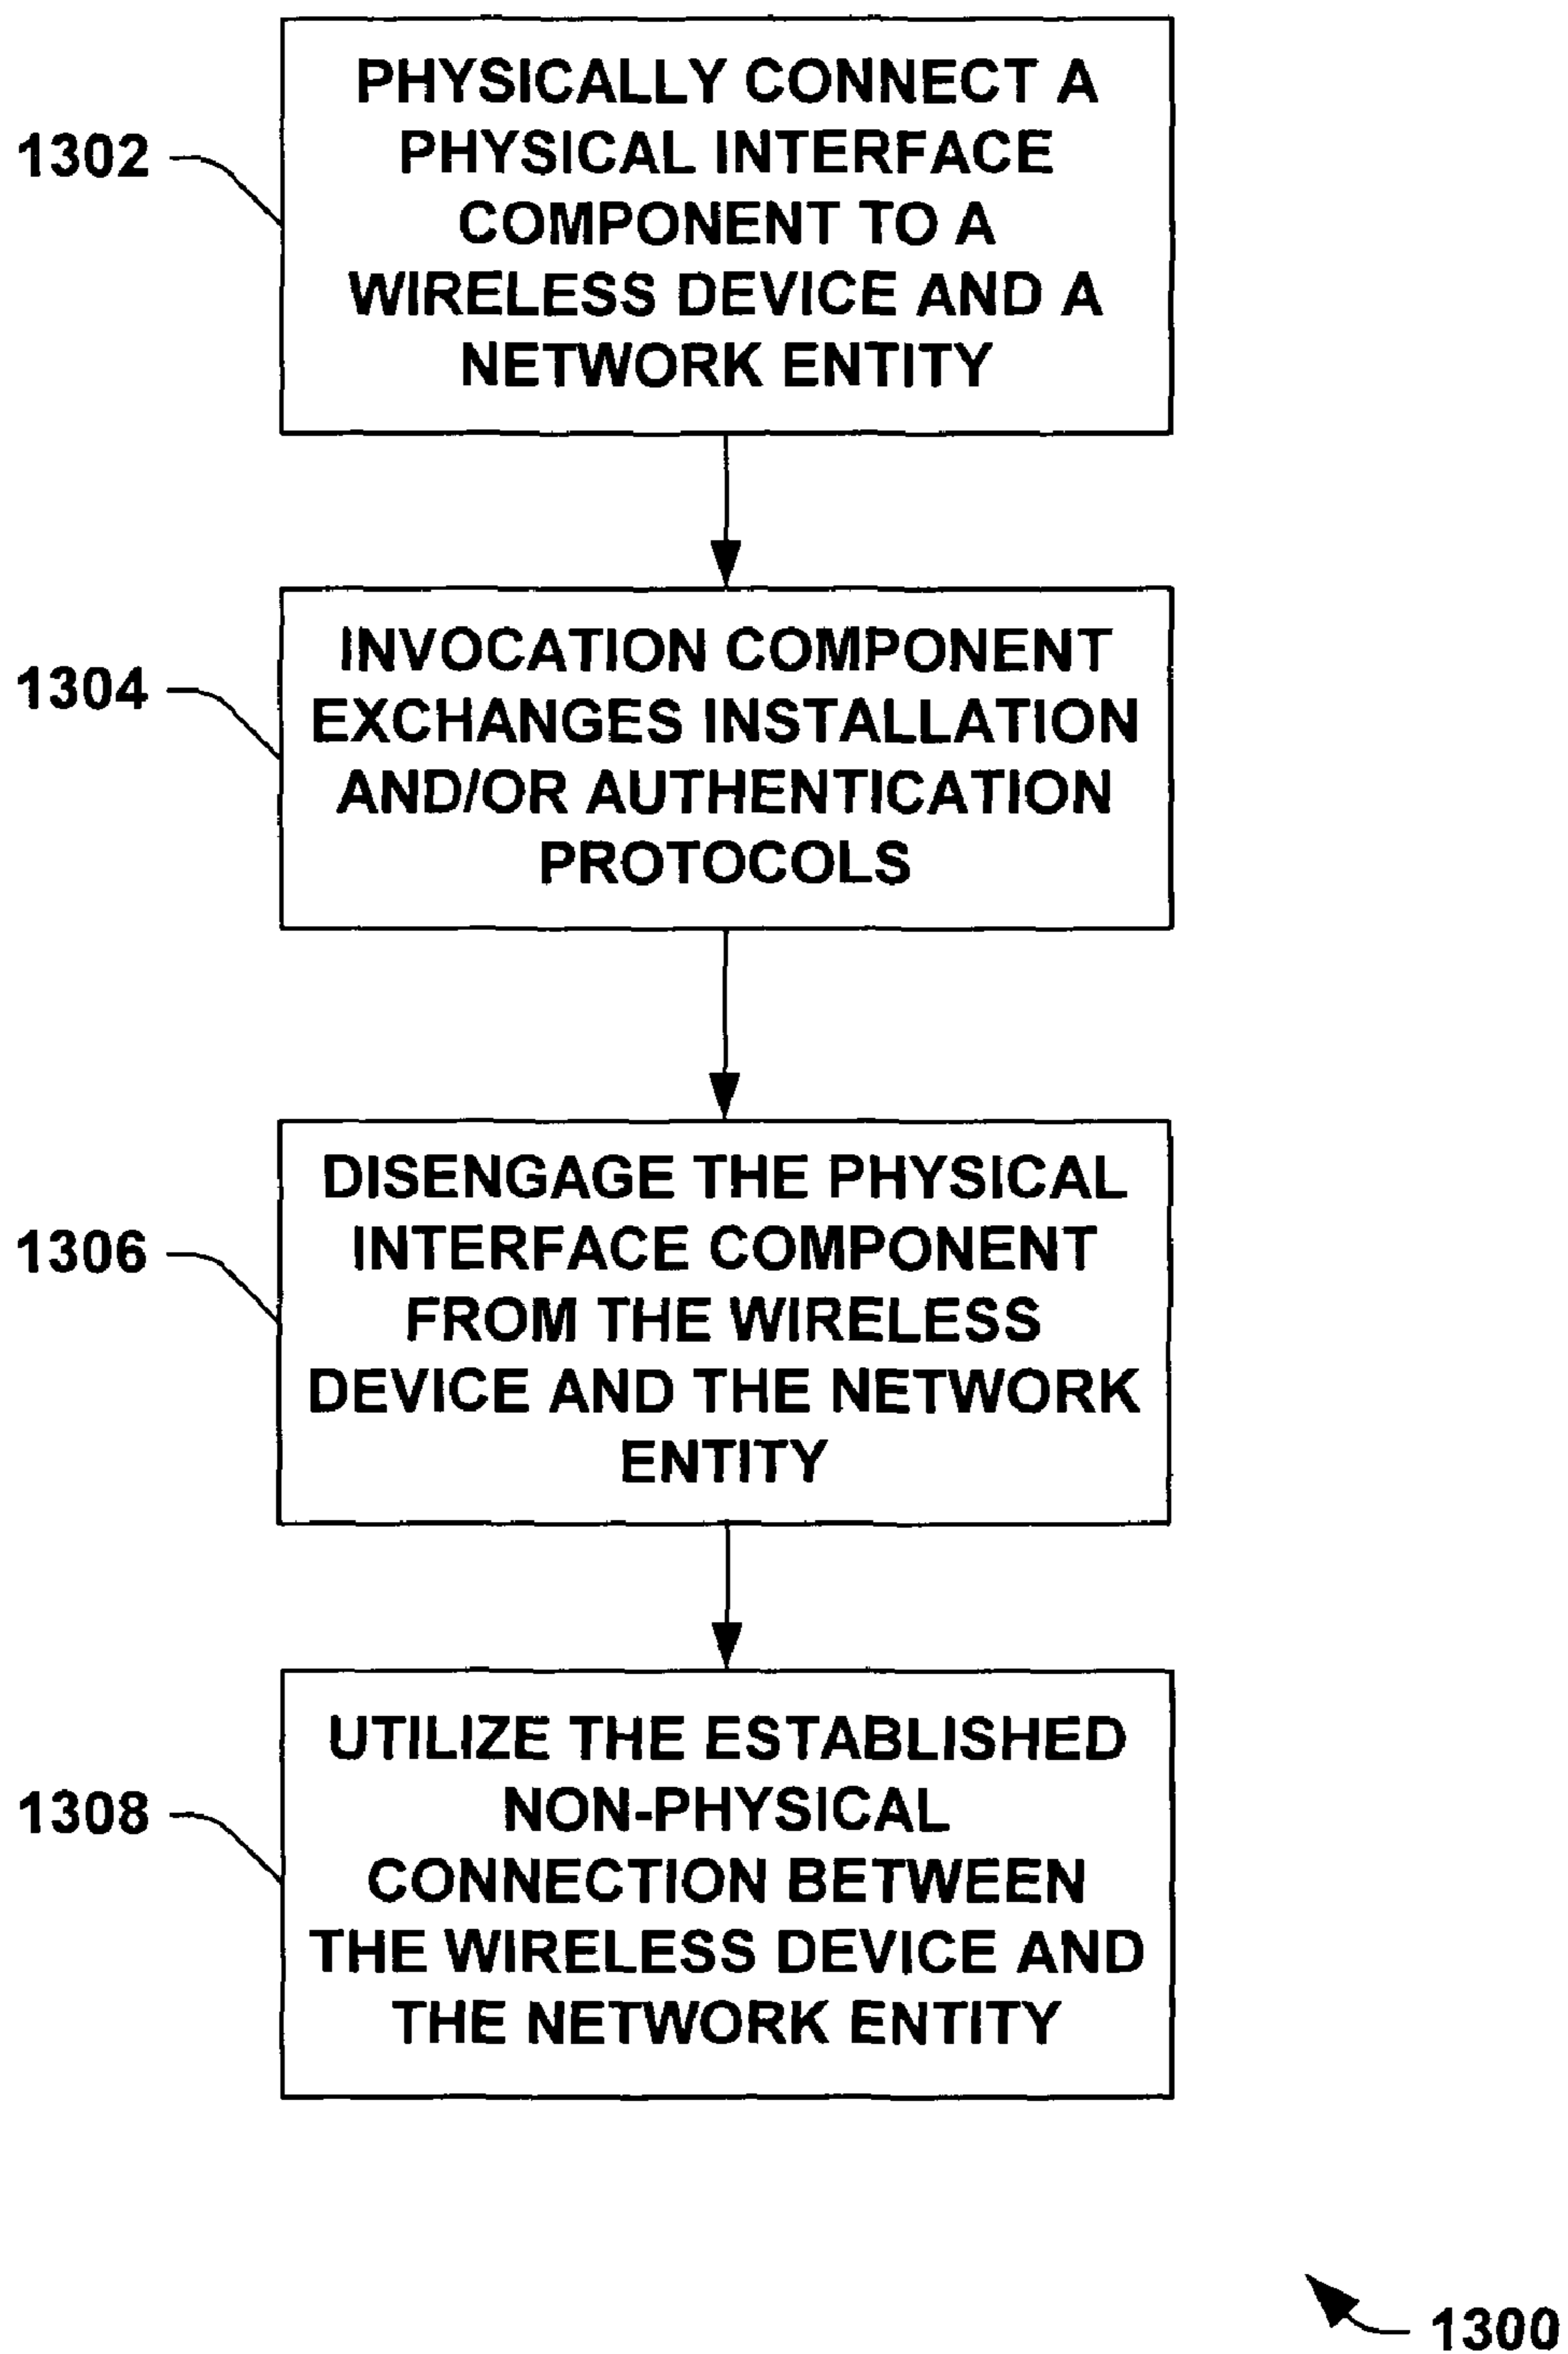 1302
PHYSICALLY CONNECT A
PHYSICAL INTERFACE
COMPONENT TO A
WIRELESS DEVICE AND A
NETWORK ENTITY
1304
INVOCATION COMPONENT
EXCHANGES INSTALLATION
AND/OR AUTHENTICATION
PROTOCOLS
1306
DISENGAGE THE PHYSICAL
INTERFACE COMPONENT
FROM THE WIRELESS
DEVICE AND THE NETWORK
ENTITY
1308
UTILIZE THE ESTABLISHED
NON-PHYSICAL
CONNECTION BETWEEN
THE WIRELESS DEVICE AND
THE NETWORK ENTITY
1300